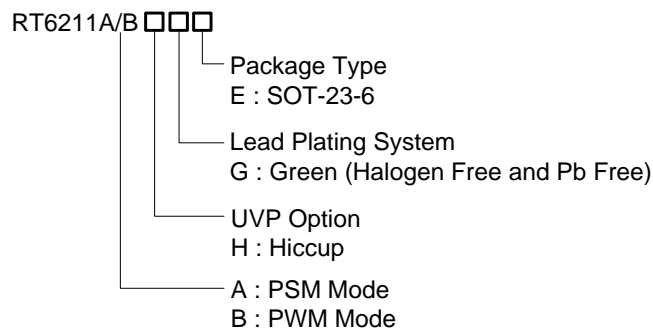 RT6211A/B □□□
Package Type
E : SOT-23-6
Lead Plating System
G : Green (Halogen Free and Pb Free)
UVP Option
H : Hiccup
A : PSM Mode
B : PWM Mode